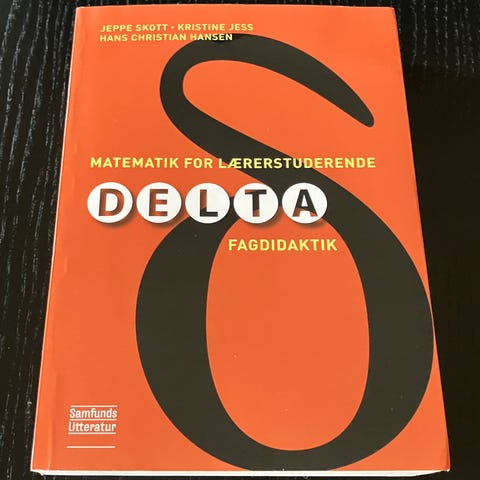 JEPPE SKOTT · KRISTINE JESS
HANS CHRISTIAN HANSEN
MATEMATIK FOR LÆRERSTUDERENDE
DELTA
FAGDIDAKTIK
Samfunds
Litteratur